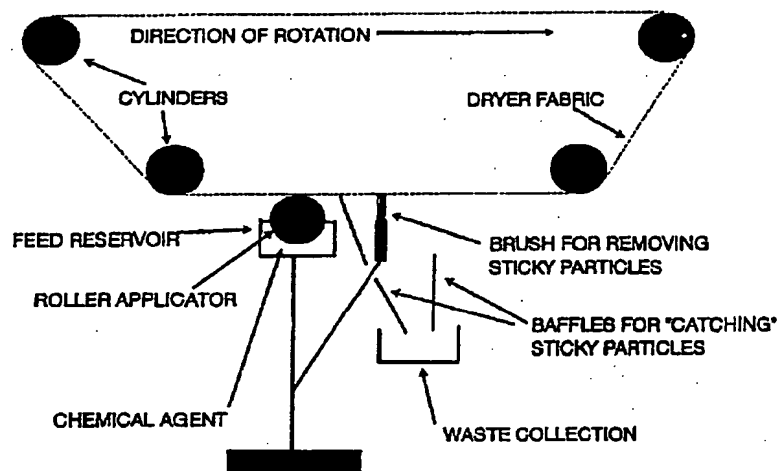 DIRECTION OF ROTATION
CYLINDERS
DRYER FABRIC
FEED RESERVOIR
BRUSH FOR REMOVING
STICKY PARTICLES
ROLLER APPLICATOR
BAFFLES FOR "CATCHING"
STICKY PARTICLES
CHEMICAL AGENT
WASTE COLLECTION